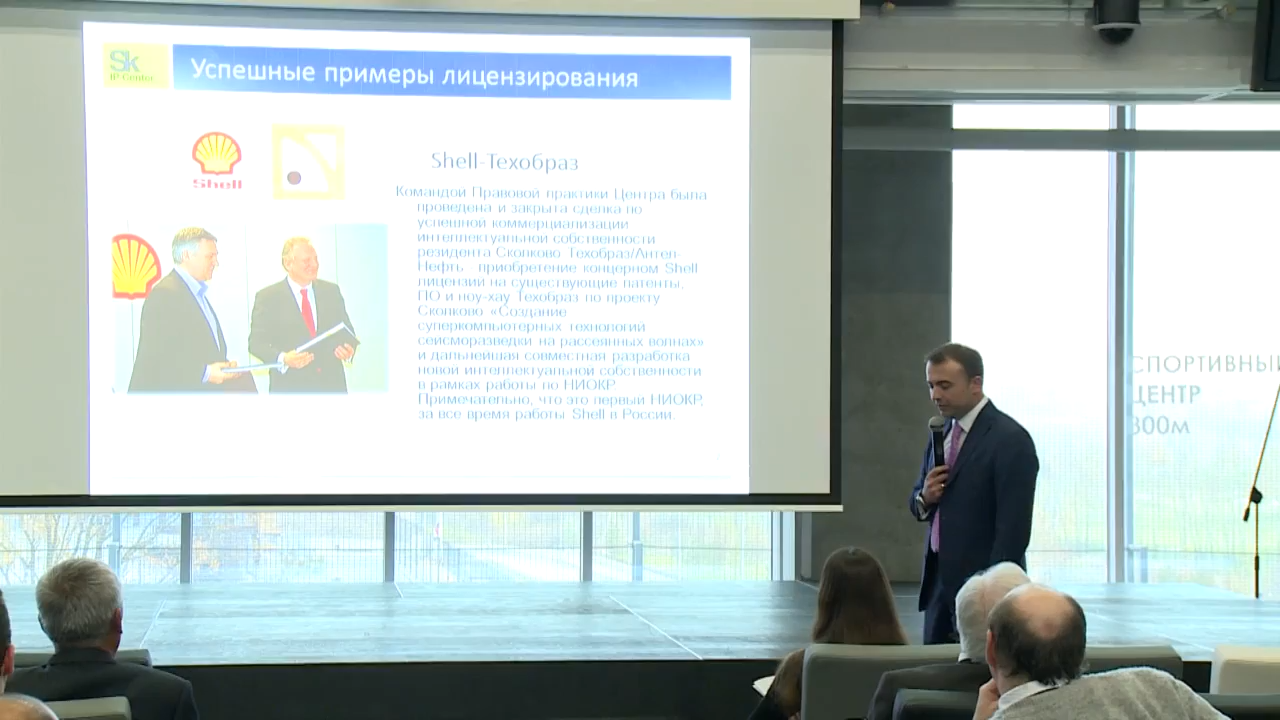 Sk
IP Center
Успешные примеры лицензирования
Shell
Shell-Техобраз
Командой Правовой практики Центра была
проведена и закрыта сделка по
успешной коммерциализации
интеллектуальной собственности
резидента Сколково Техобраз/Антел-
Нефть приобретение концерном Shell
лицензии на существующие патенты,
ПО и ноу-хау Техобраз по проекту
Сколково «Создание
суперкомпьютерных технологий
сейсморазведки на рассеянных волнах»
и дальнейшая совместная разработка
новой интеллектуальной собственности
в рамках работы по НИОКР
Примечательно, что это первый НИОКР,
за все время работы Shell в России.
СПОРТИВНЫЙ
ЦЕНТР
300м